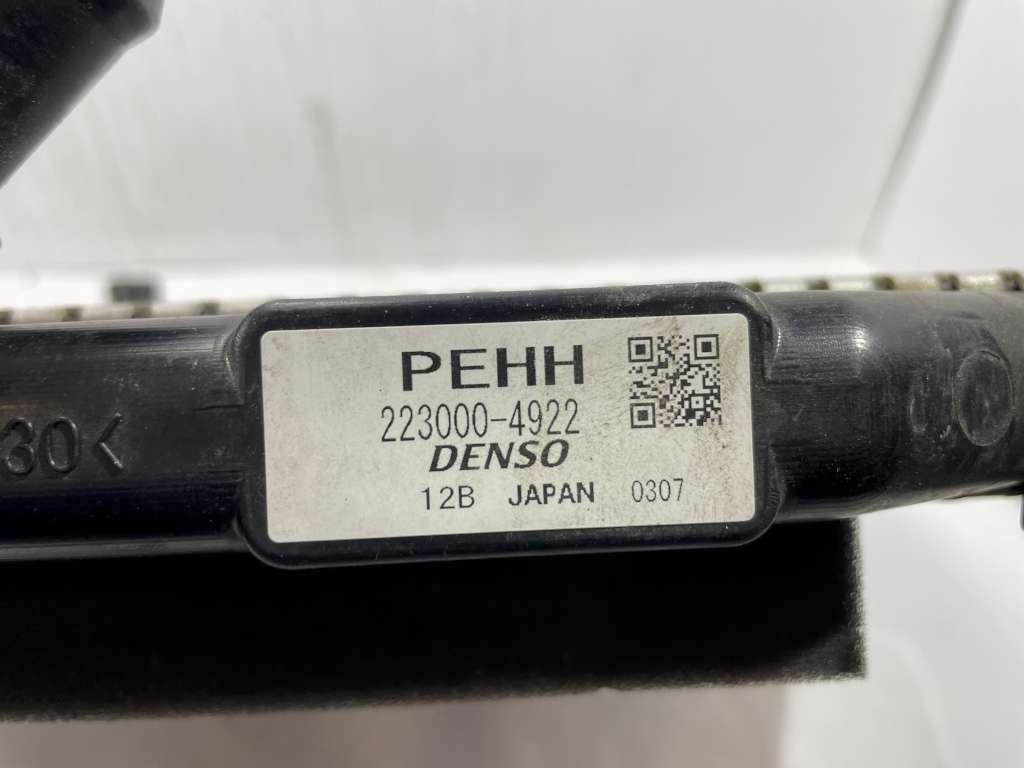 PEHH
223000-4922
DENSO
12B JAPAN 0307
30<